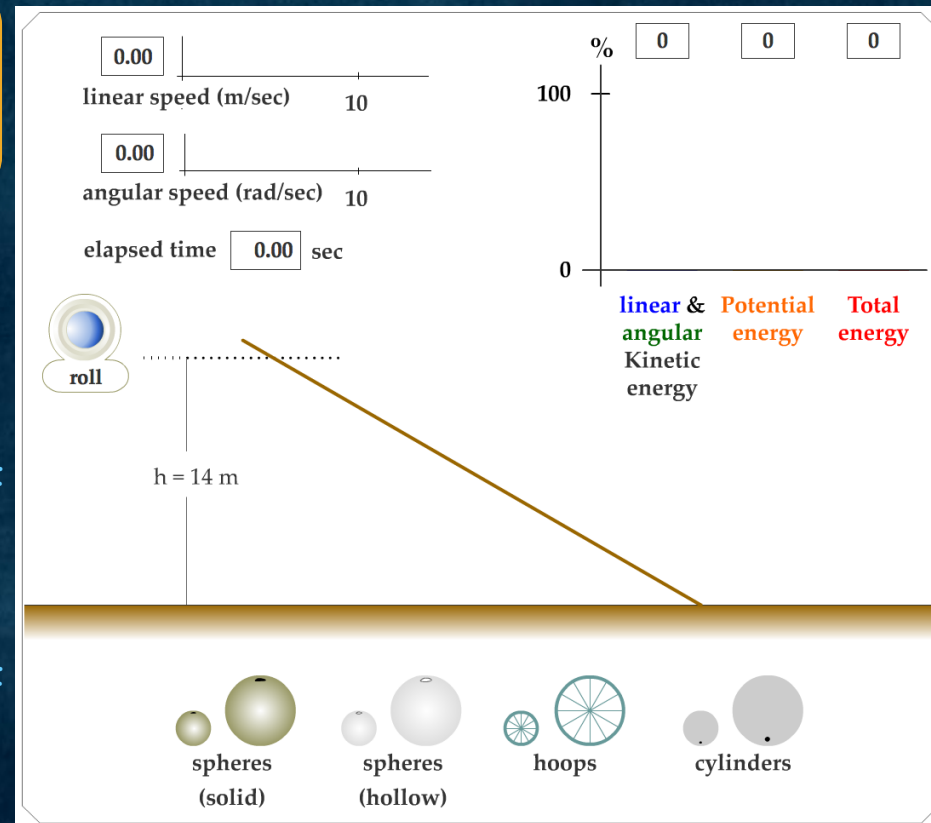 0.00
linear speed (m/sec)
10
0.00
angular speed (rad/sec)
10
elapsed time 0.00 sec
% 0 0 0
100
0
linear & Potential Total
angular energy energy
Kinetic
energy
roll
h = 14 m
spheres spheres hoops cylinders
(solid) (hollow)